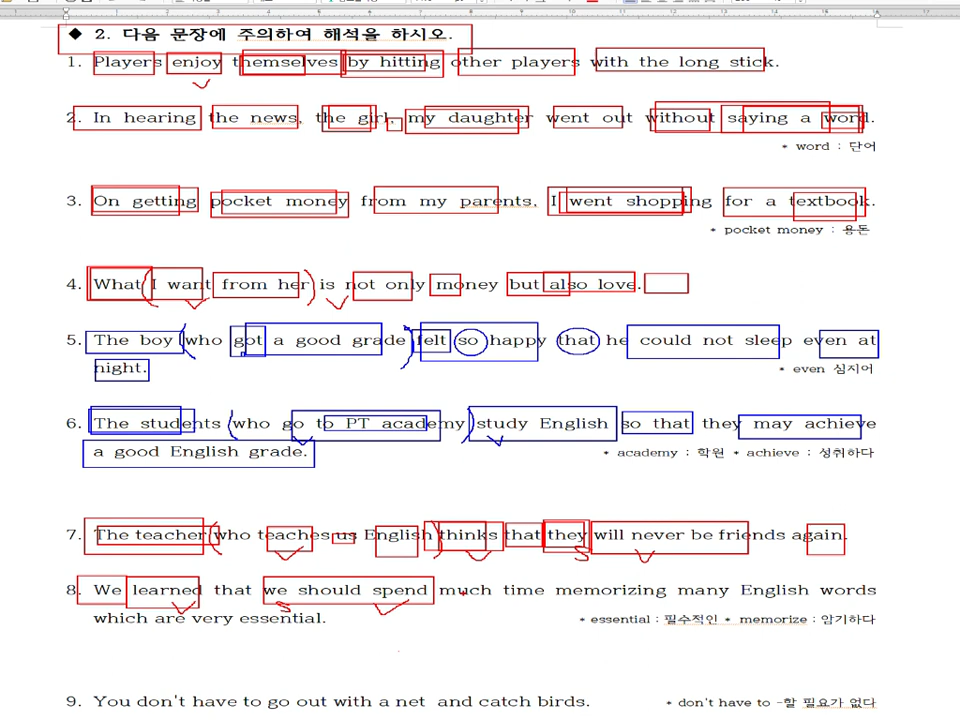 ◆ 2. 다음 문장에 주의하여 해석을 하시오.
1. Players enjoy themselves by hitting other players with the long stick.
2. In hearing the news, the girl, my daughter went out without saying a word.
* word : 단어
3. On getting pocket money from my parents, I went shopping for a textbook.
* pocket money : 용돈
4. What I want from her is not only money but also love.
5. The boy who got a good grade felt so happy that he could not sleep even at
night.
* even 심지어
6. The students who go to PT academy study English so that they may achieve
a good English grade.
* academy : 학원 * achieve : 성취하다
7. The teacher who teaches us English thinks that they will never be friends again.
8. We learned that we should spend much time memorizing many English words
which are very essential.
* essential : 필수적인 * memorize : 암기하다
9. You don't have to go out with a net and catch birds.
* don't have to -할 필요가 없다